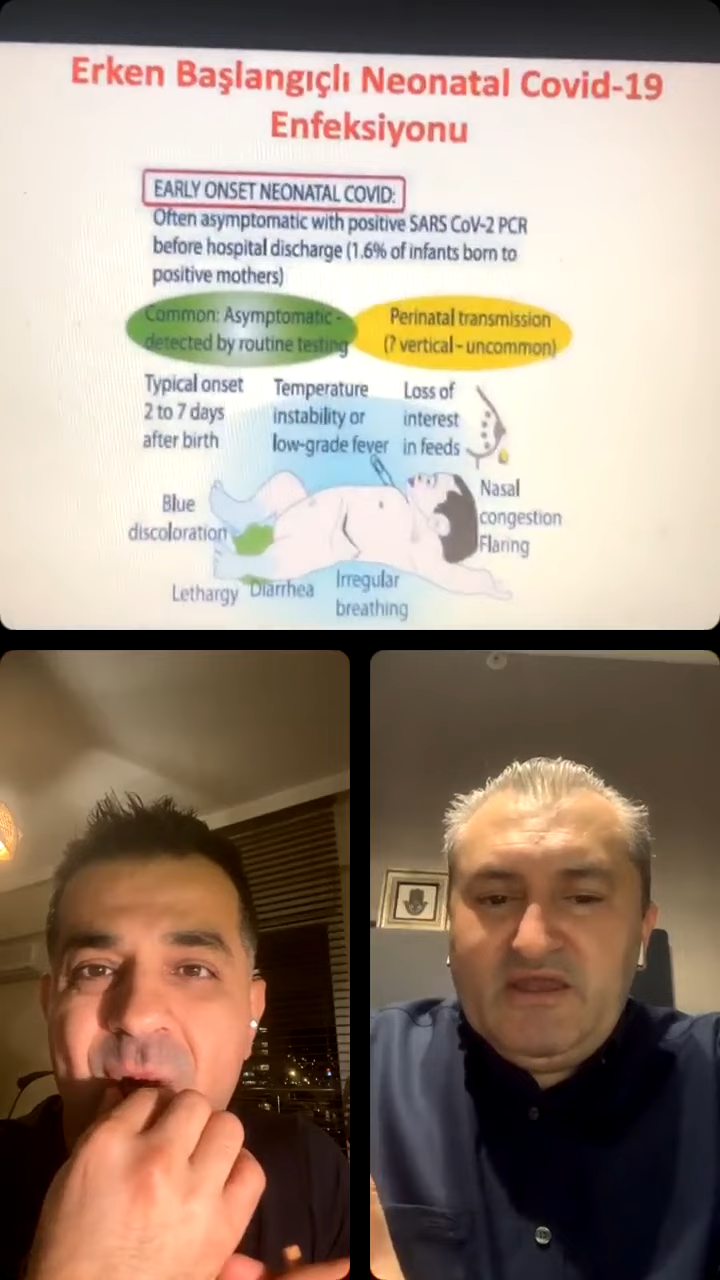 Erken Başlangıçlı Neonatal Covid-19
Enfeksiyonu
EARLY ONSET NEONATAL COVID:
Often asymptomatic with positive SARS CoV-2 PCR
before hospital discharge (1.6% of infants born to
positive mothers)
Common: Asymptomatic -
detected by routine testing
Perinatal transmission
(? vertical - uncommon)
Typical onset
2 to 7 days
after birth
Temperature
instability or
low-grade fever
Loss of
interest
in feeds
Blue
discoloration
Nasal
congestion
Flaring
Lethargy
Diarrhea
Irregular
breathing